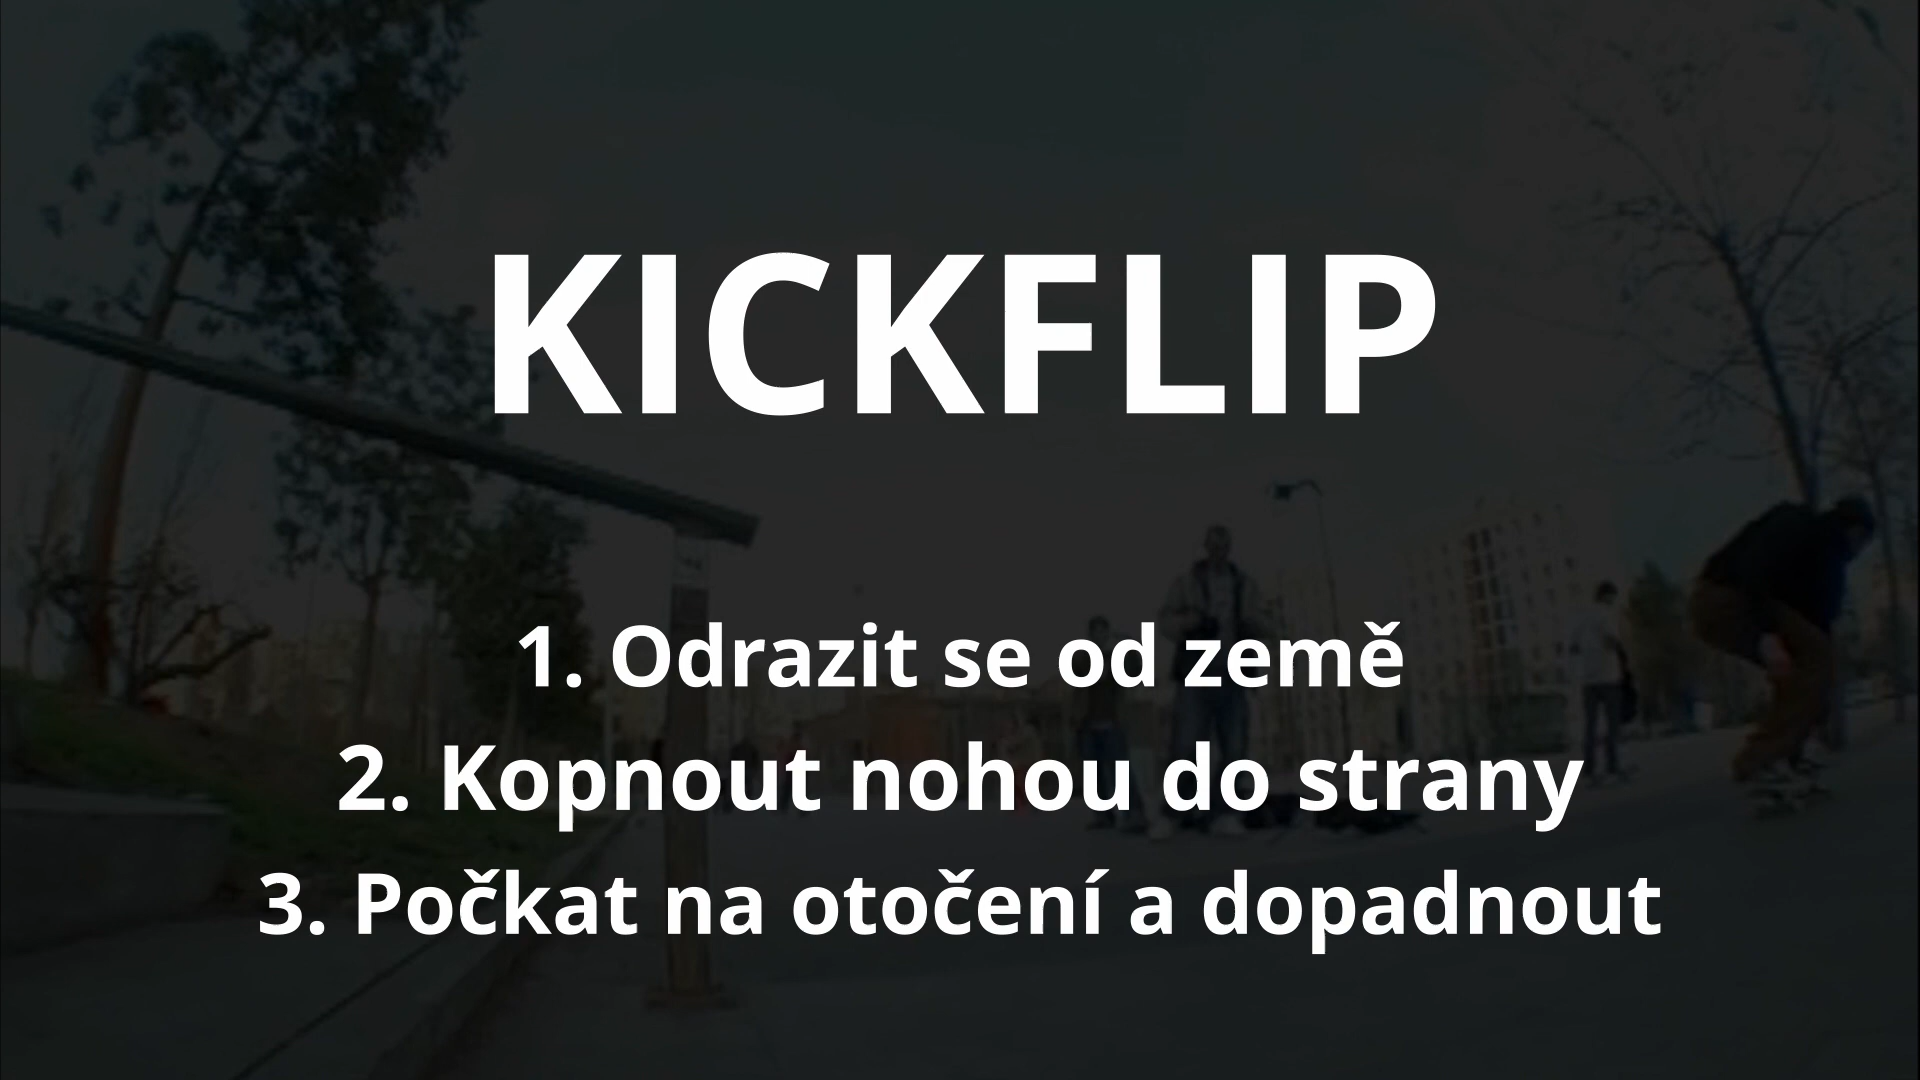 KICKFLIP
1. Odrazit se od země
2. Kopnout nohou do strany
3. Počkat na otočení a dopadnout